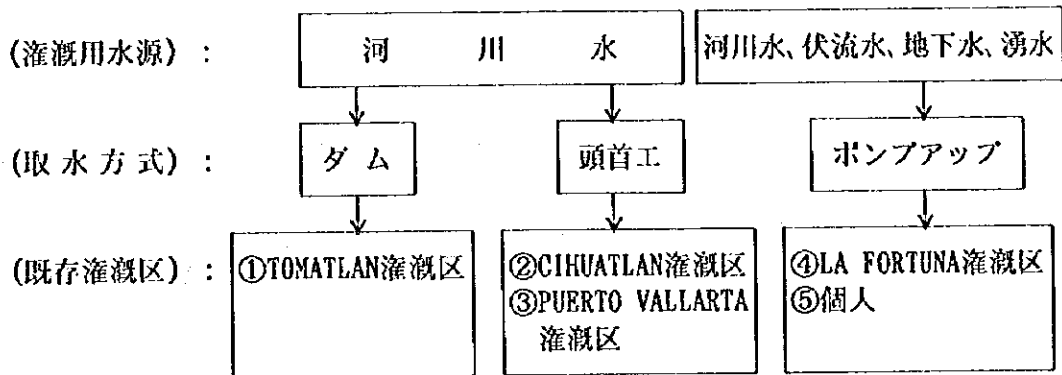 (灌漑用水源) : 河川水 河川水、伏流水、地下水、湧水
(取水方式) : ダム 頭首工 ポンプアップ
(既存灌漑区) : ①TOMATLAN灌漑区 ②CIHUATLAN灌漑区 ④LA FORTUNA灌漑区
③PUERTO VALLARTA ⑤個人
灌漑区